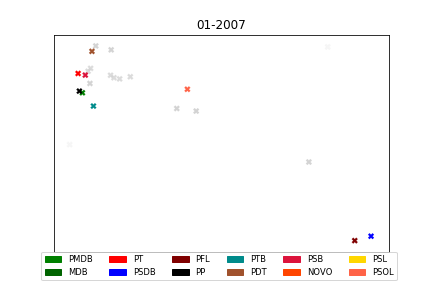 01-2007
PMDB PT PFL PTB PSB PSL
MDB PSDB PP PDT NOVO PSOL